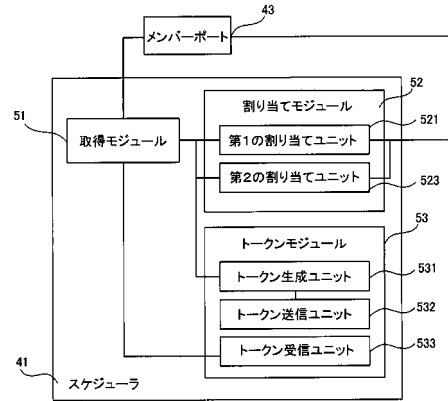 43
メンバーポート
52
割り当てモジュール
51
521
取得モジュール
第1の割り当てユニット
第2の割り当てユニット
523
53
トークンモジュール
531
トークン生成ユニット
532
トークン送信ユニット
533
トークン受信ユニット
41
スケジューラ